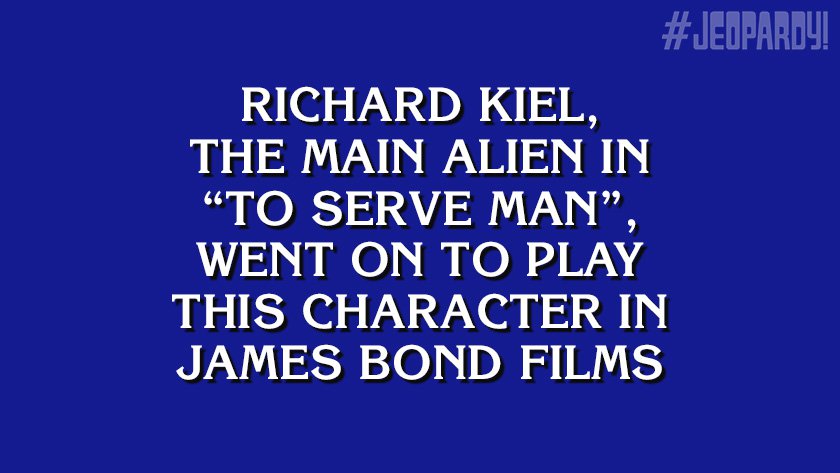 #JEOPARDY!
RICHARD KIEL,
THE MAIN ALIEN IN
“TO SERVE MAN”,
WENT ON TO PLAY
THIS CHARACTER IN
JAMES BOND FILMS